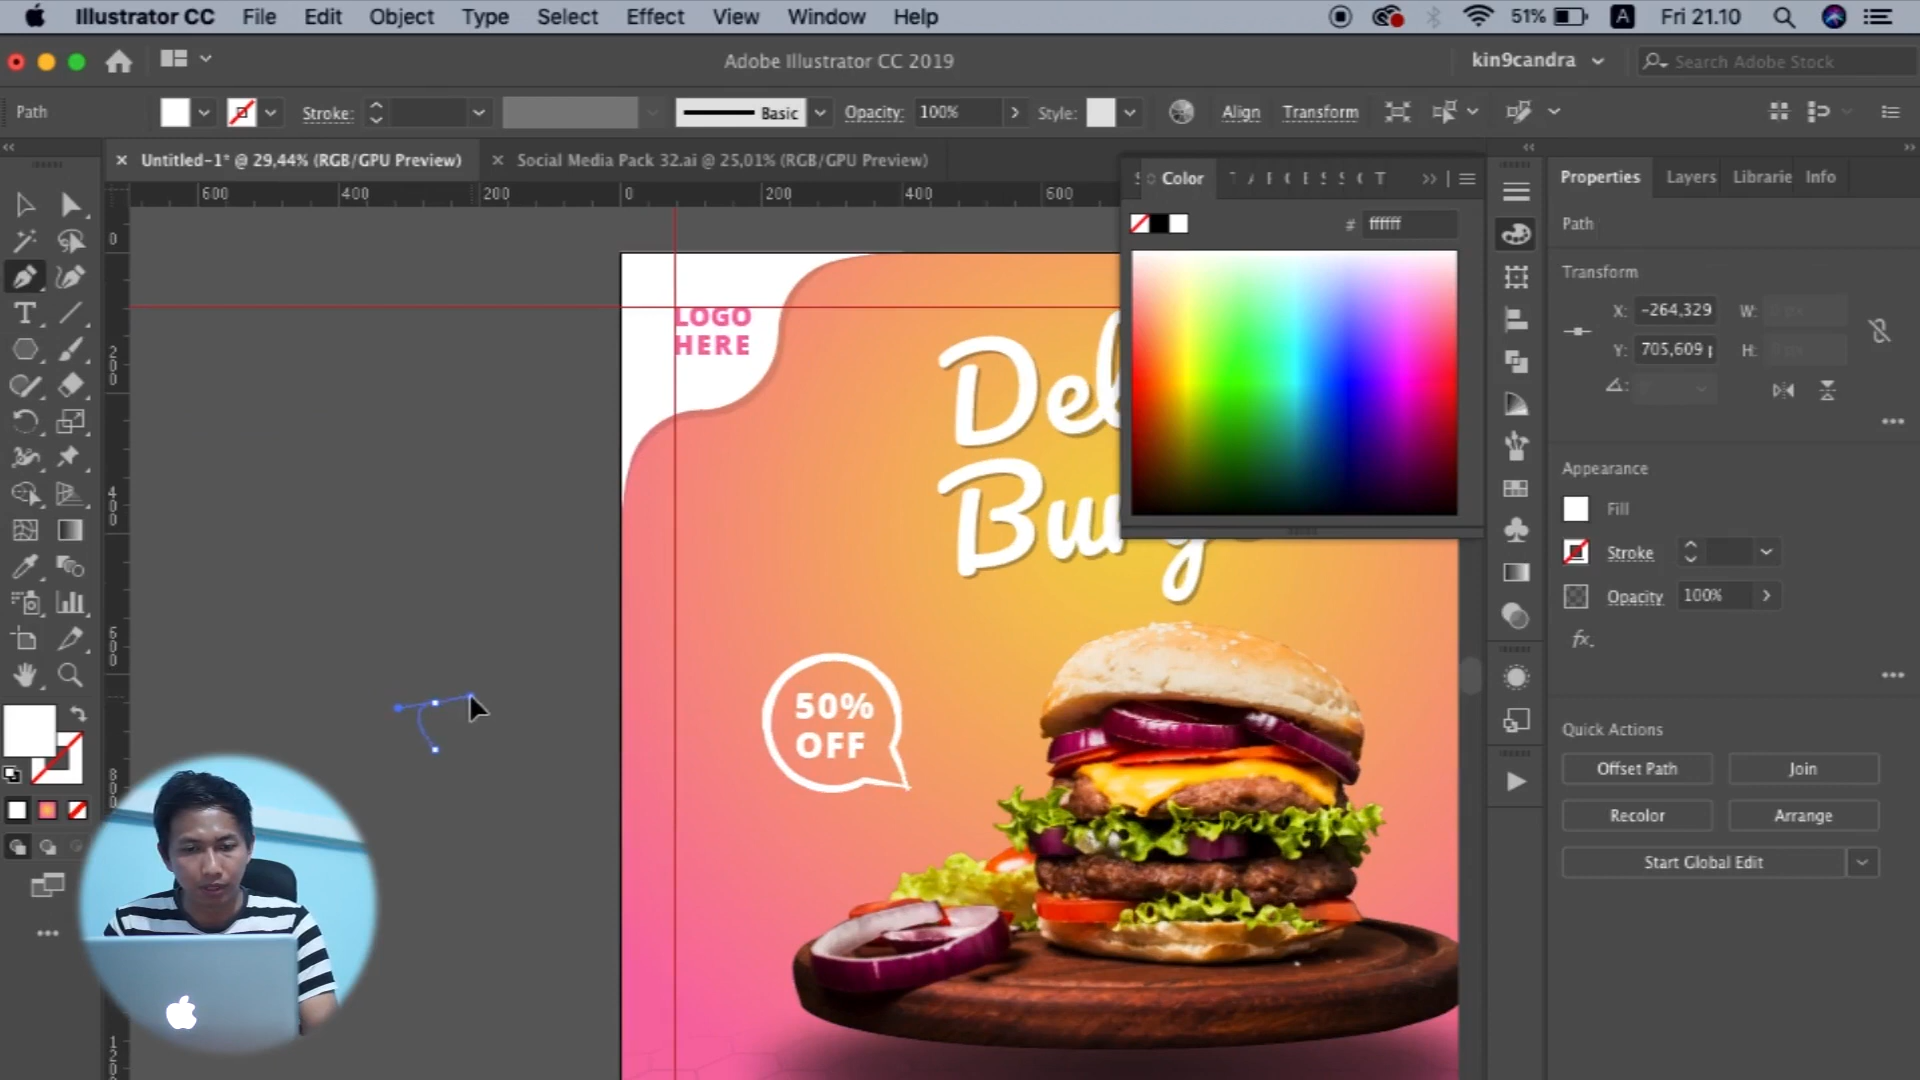 Illustrator CC File Edit Object Type Select Effect View Window Help 51% A Fri 21.10
Adobe Illustrator CC 2019 kin9candra Search Adobe Stock
Path Stroke: Basic Opacity: 100% Style: Align Transform
× Untitled-1* @ 29,44% (RGB/GPU Preview) × Social Media Pack 32.ai @ 25,01% (RGB/GPU Preview)
600 400 200 0 200 400 600
Color
# ffffff
Properties Layers Librarie Info
Path
Transform
X: -264,329 W:
Y: 705,609 H:
Appearance
Fill
Stroke
Opacity 100%
fx.
Quick Actions
Offset Path Join
Recolor Arrange
Start Global Edit
0
200
400
600
LOGO
HERE
50%
OFF